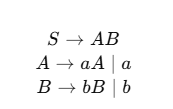 S → AB
A → aA | a
B → bB | b